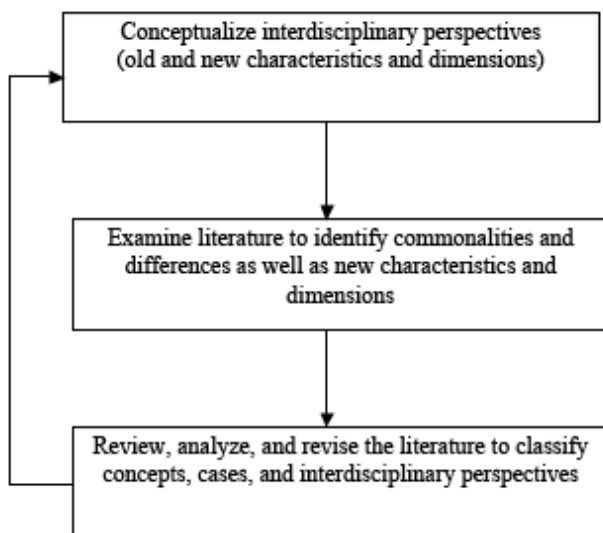 Conceptualize interdisciplinary perspectives
(old and new characteristics and dimensions)
Examine literature to identify commonalities and
differences as well as new characteristics and
dimensions
Review, analyze, and revise the literature to classify
concepts, cases, and interdisciplinary perspectives